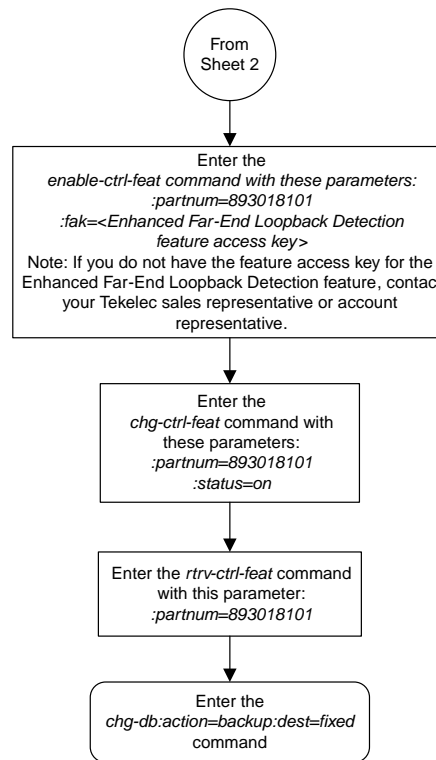 From
Sheet 2
Enter the
enable-ctrl-feat command with these parameters:
:partnum=893018101
:fak=<Enhanced Far-End Loopback Detection
feature access key>
Note: If you do not have the feature access key for the
Enhanced Far-End Loopback Detection feature, contac
your Tekelec sales representative or account
representative.
Enter the
chg-ctrl-feat command with
these parameters:
:partnum=893018101
:status=on
Enter the rtrv-ctrl-feat command
with this parameter:
:partnum=893018101
Enter the
chg-db:action=backup:dest=fixed
command